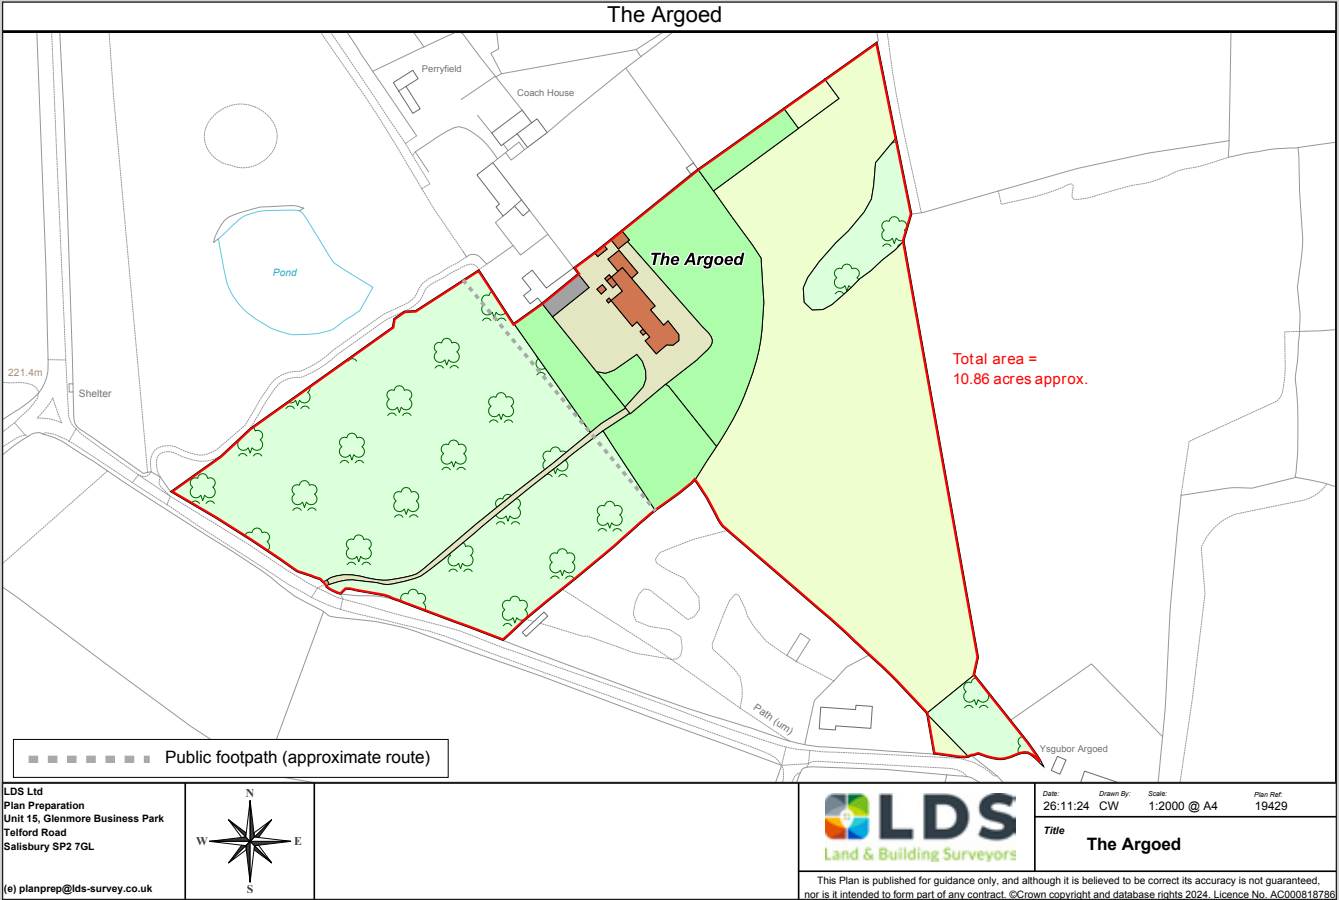 The Argoed
Perryfield
Coach House
Pond
The Argoed
221.4m
Shelter
Total area =
10.86 acres approx.
Path (um)
Ysgubor Argoed
Public footpath (approximate route)
LDS Ltd
Plan Preparation
Unit 15, Glenmore Business Park
Telford Road
Salisbury SP2 7GL
(e) planprep@lds-survey.co.uk
N
W E
S
LDS
Land & Building Surveyors
Date: Drawn By: Scale: Plan Ref:
26:11:24 CW 1:2000 @ A4 19429
Title
The Argoed
This Plan is published for guidance only, and although it is believed to be correct its accuracy is not guaranteed,
nor is it intended to form part of any contract. ©Crown copyright and database rights 2024. Licence No. AC000818786